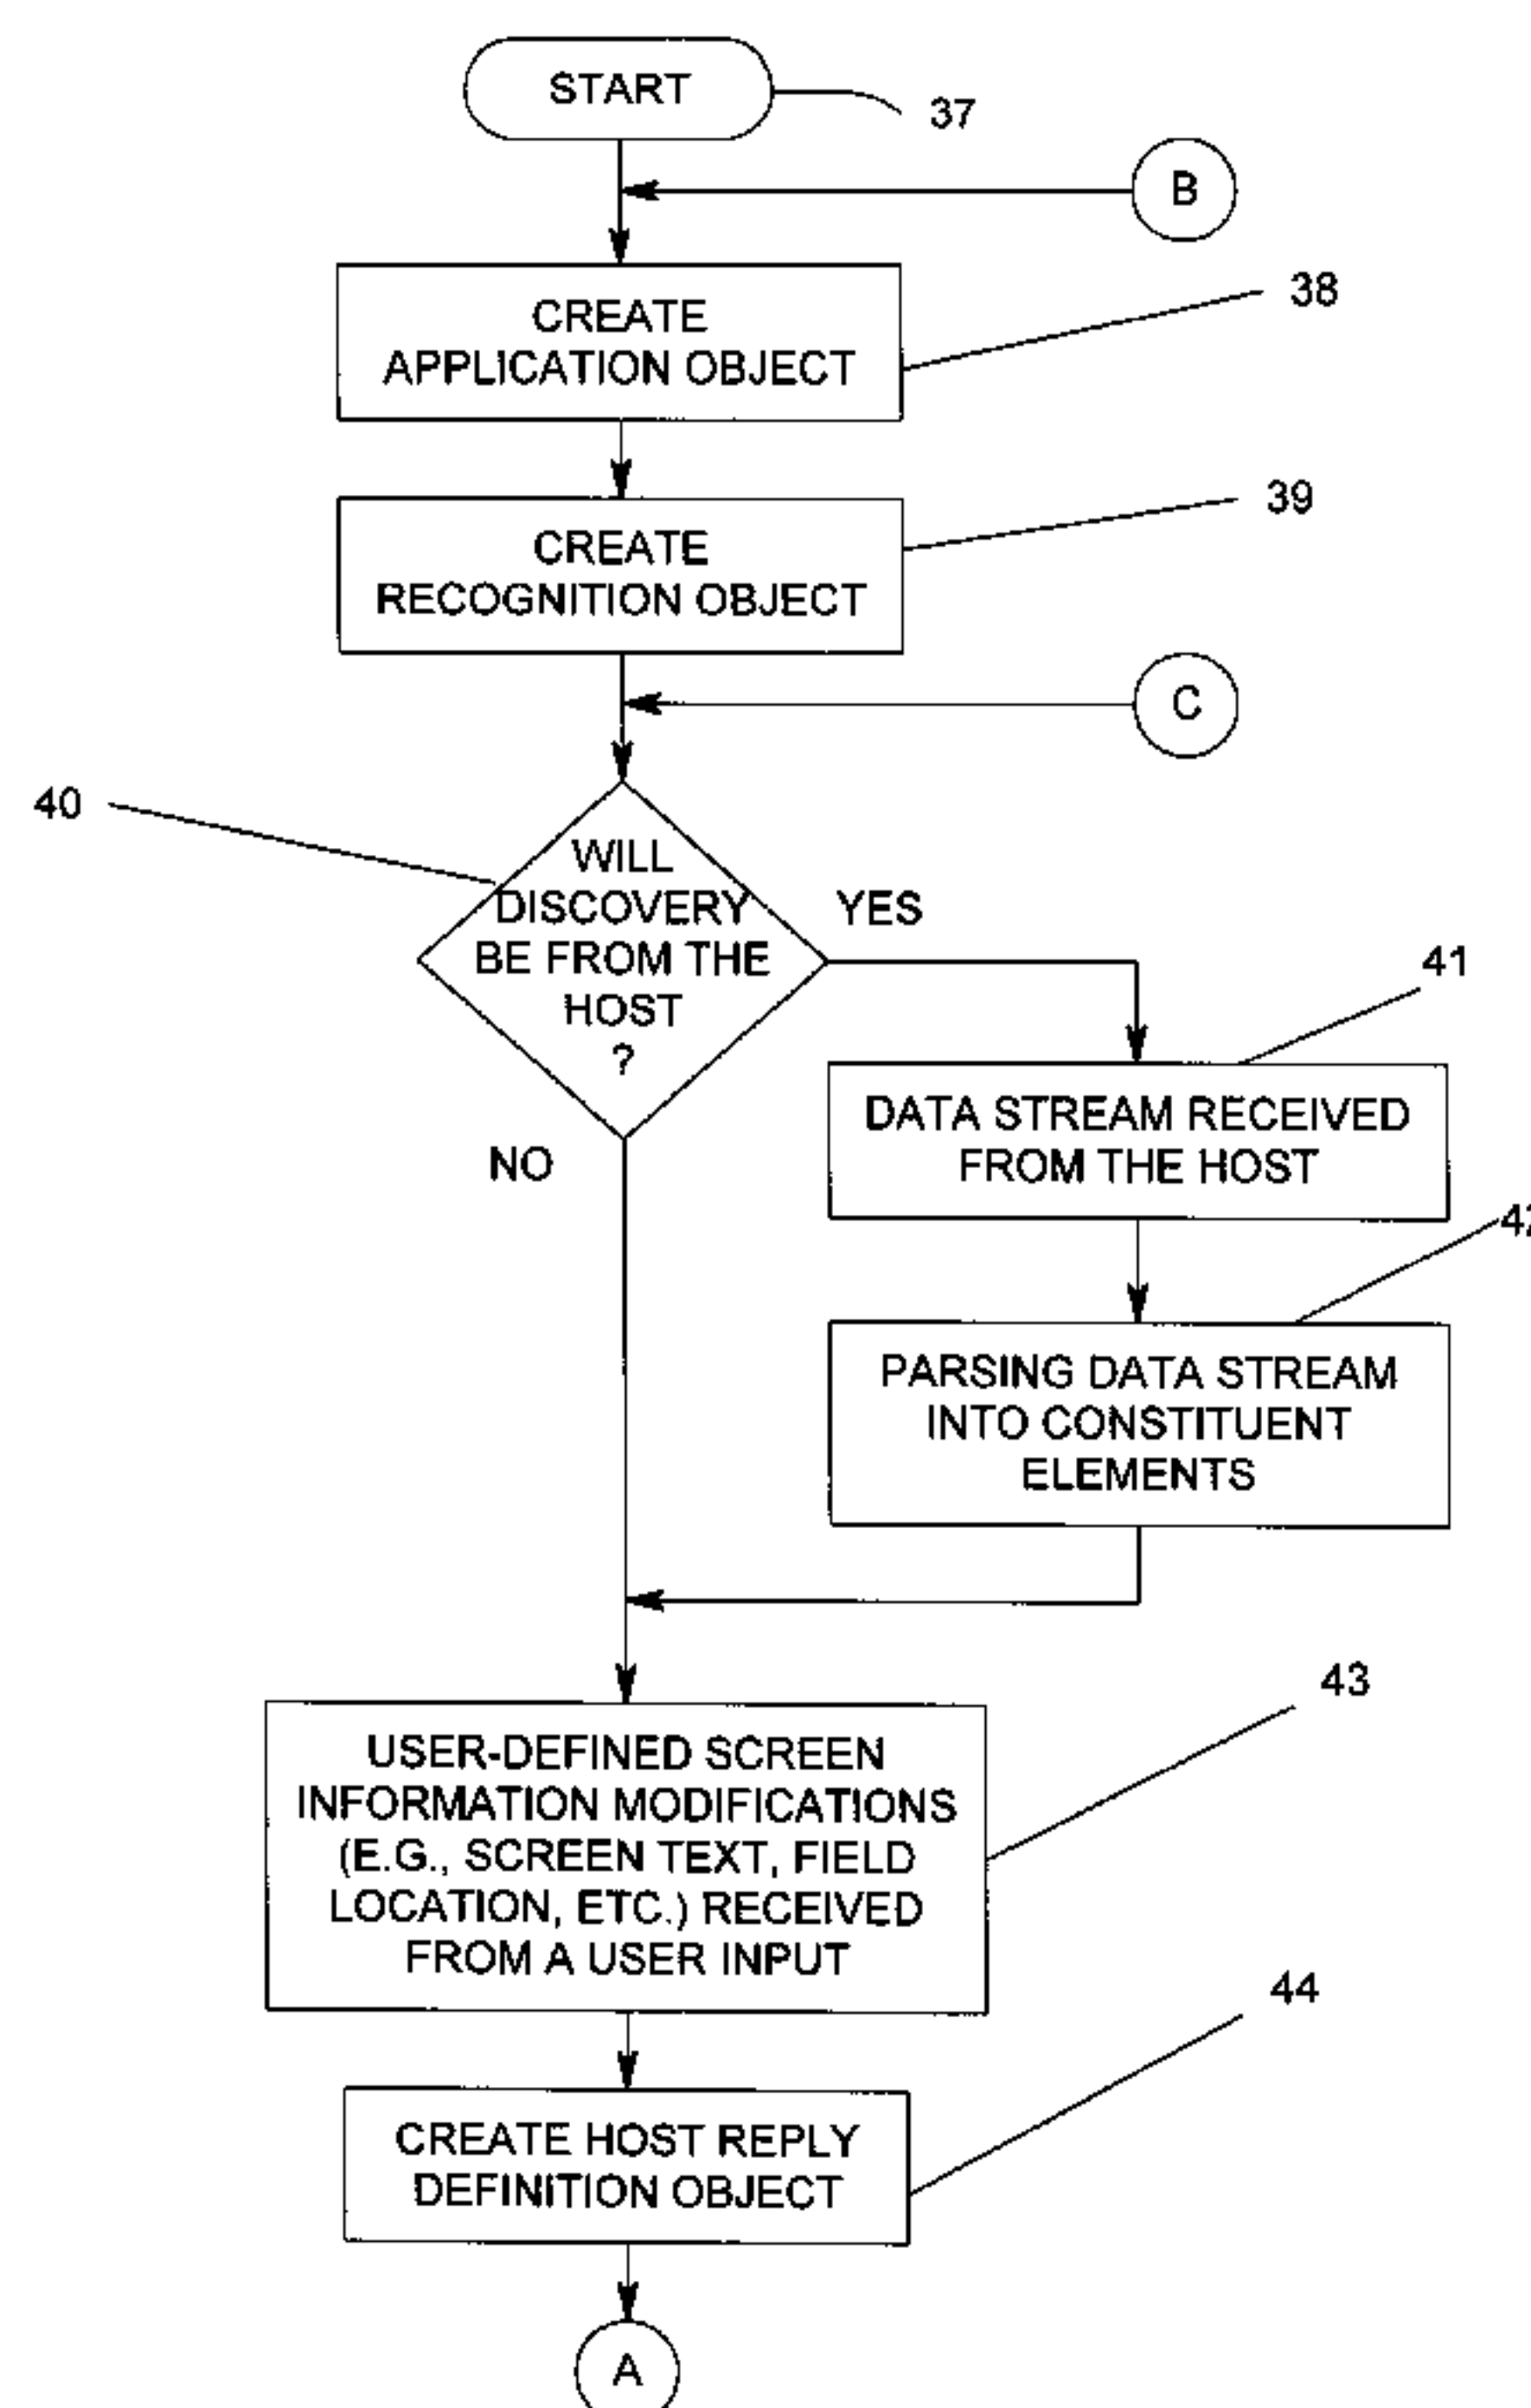 START
37
B
CREATE
APPLICATION OBJECT
38
CREATE
RECOGNITION OBJECT
39
C
40
WILL
DISCOVERY
BE FROM THE
HOST
?
YES
NO
41
DATA STREAM RECEIVED
FROM THE HOST
42
PARSING DATA STREAM
INTO CONSTITUENT
ELEMENTS
43
USER-DEFINED SCREEN
INFORMATION MODIFICATIONS
(E.G., SCREEN TEXT, FIELD
LOCATION, ETC.) RECEIVED
FROM A USER INPUT
44
CREATE HOST REPLY
DEFINITION OBJECT
A